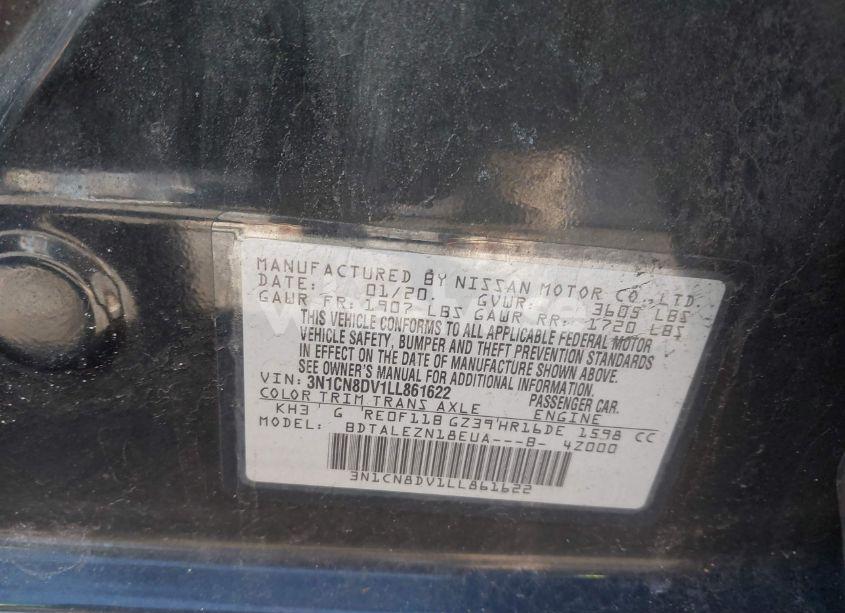 MANUFACTURED BY NISSAN MOTOR CO., LTD.
DATE: 01/20. GVWR: 3605 LBS
GAWR FR: 1907 LBS GAWR RR: 1720 LBS
THIS VEHICLE CONFORMS TO ALL APPLICABLE FEDERAL MOTOR
VEHICLE SAFETY, BUMPER AND THEFT PREVENTION STANDARDS
IN EFFECT ON THE DATE OF MANUFACTURE SHOWN ABOVE.
SEE OWNER'S MANUAL FOR ADDITIONAL INFORMATION.
VIN: 3N1CN8DV1LL861622 PASSENGER CAR.
COLOR TRIM TRANS AXLE ENGINE
KH3 G RE0F11B GZ39 HR16DE 1598 CC
MODEL: BDTALEZN18EUA---B- 4Z000
3N1CN8DV1LL861622